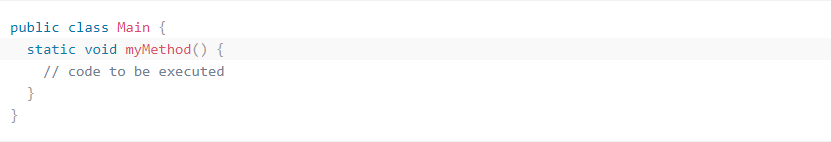 public class Main {
  static void myMethod() {
    // code to be executed
  }
}